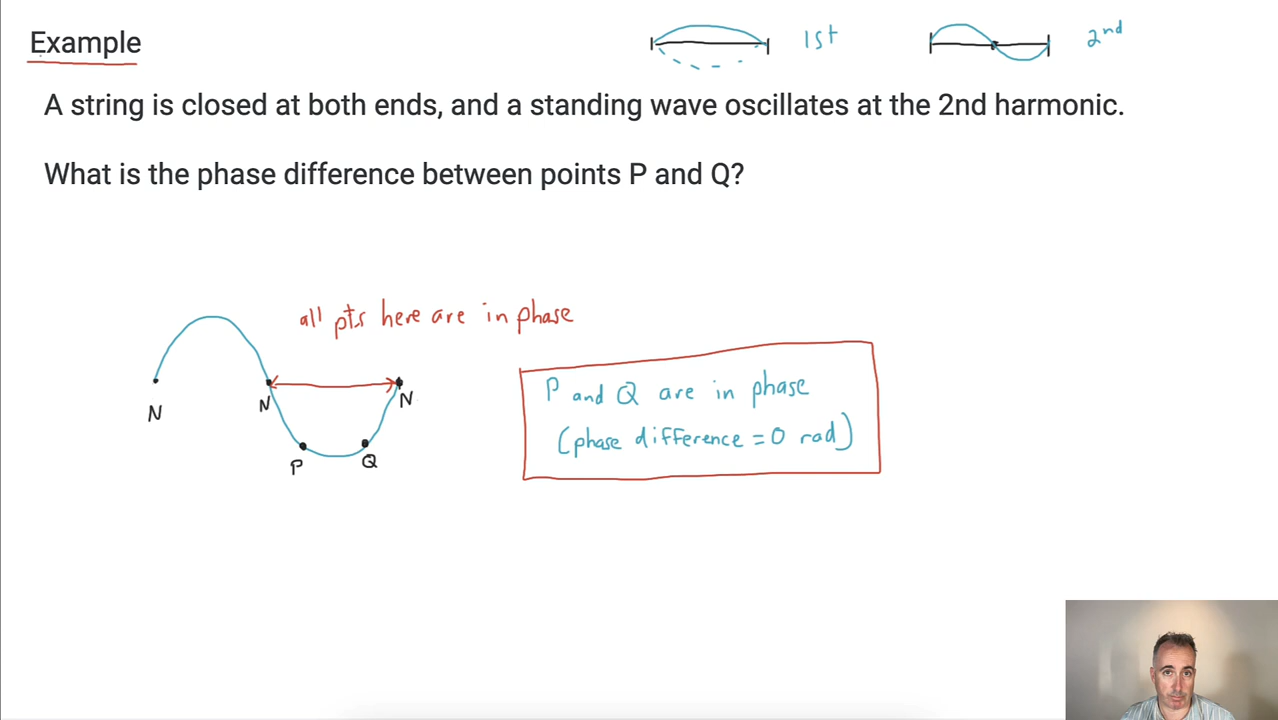 Example
1st
2nd
A string is closed at both ends, and a standing wave oscillates at the 2nd harmonic.
What is the phase difference between points P and Q?
all pts here are in phase
N
N
N
P
Q
P and Q are in phase
(phase difference = 0 rad)